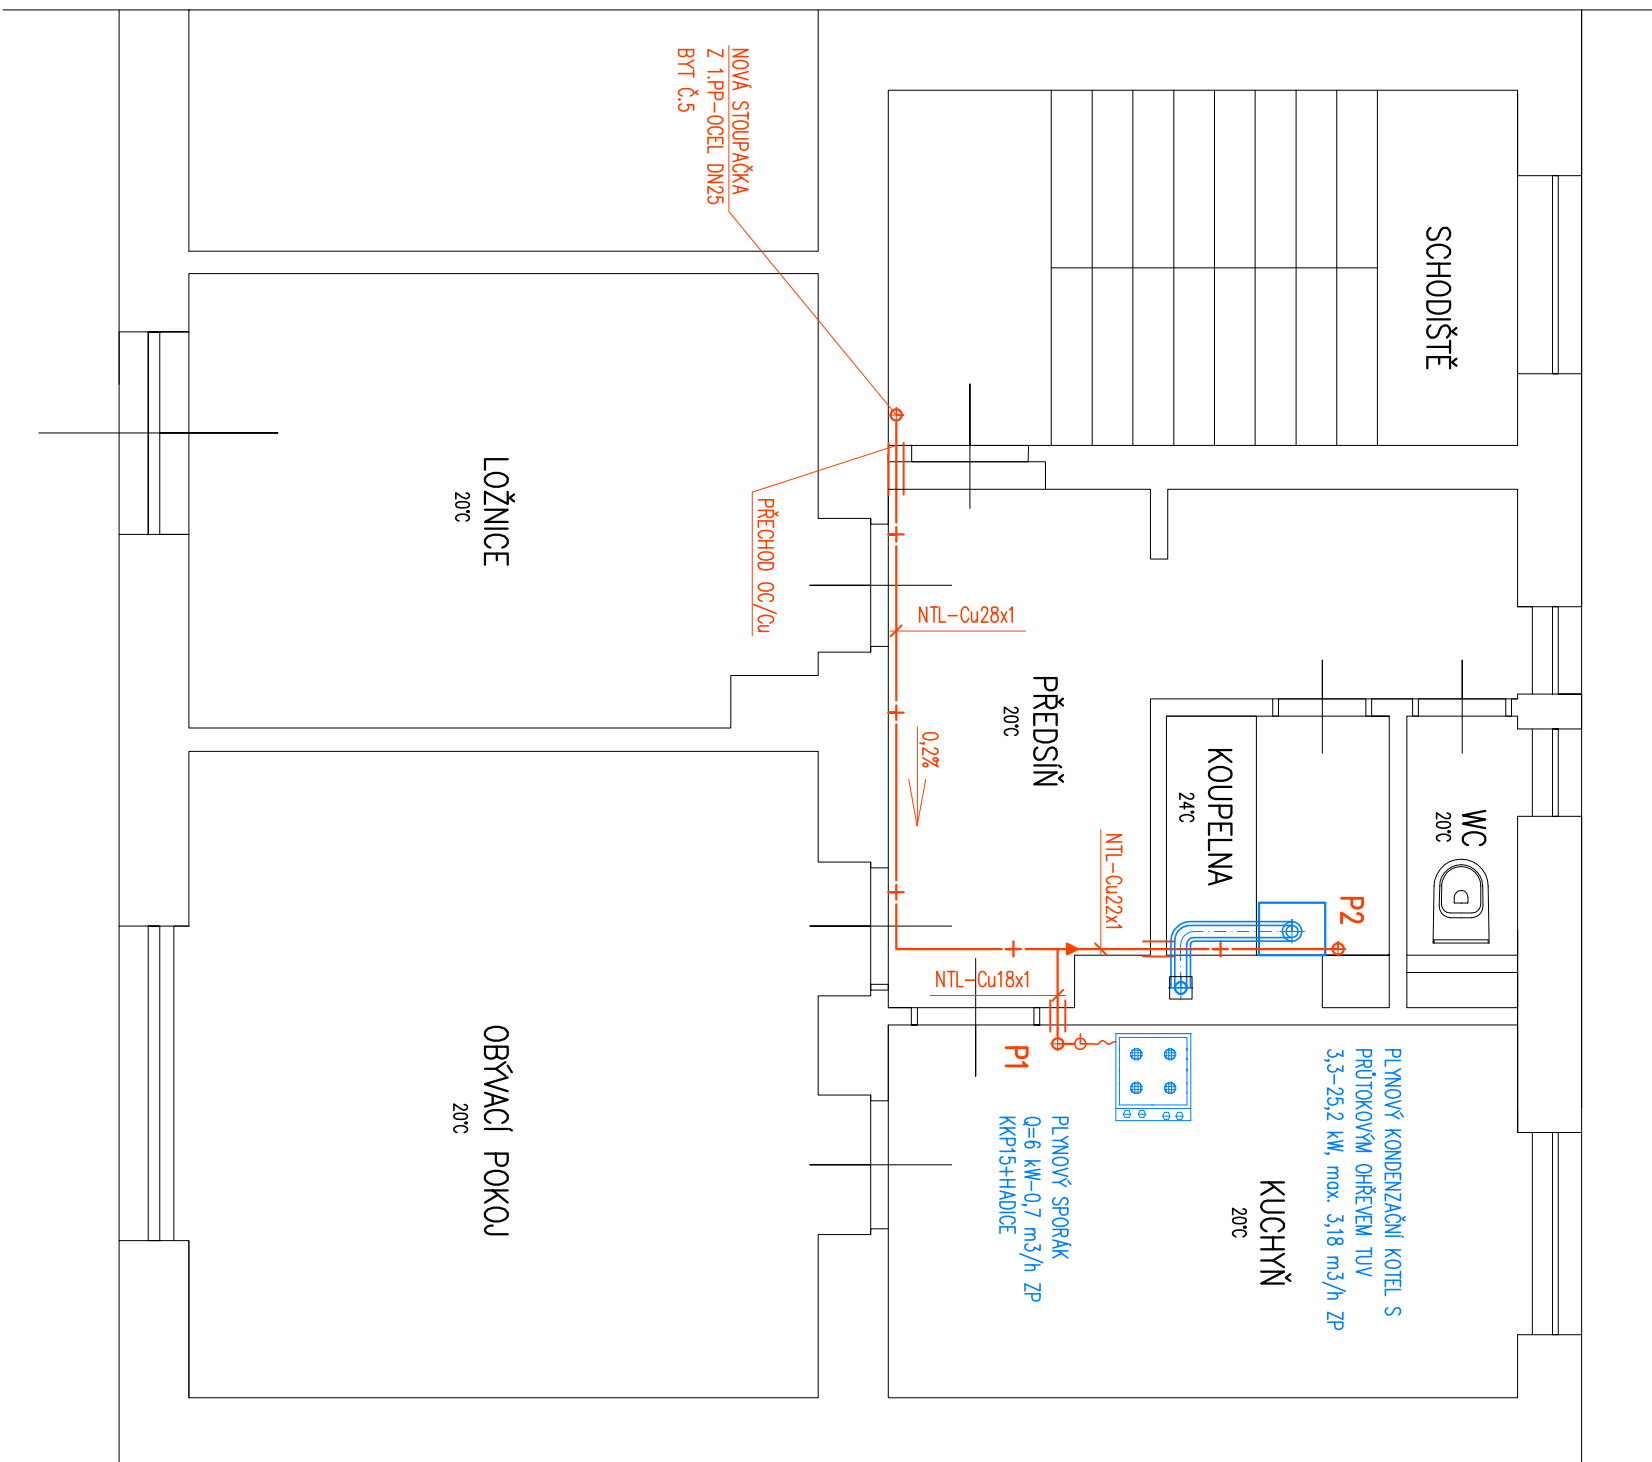 NOVÁ STOUPAČKA
Z 1.PP-OCEL DN25
BYT Č.5
SCHODIŠTĚ
LOŽNICE
20°C
PŘECHOD OC/Cu
NTL-Cu28x1
PŘEDSÍŇ
20°C
0,2%
KOUPELNA
24°C
WC
20°C
NTL-Cu22x1
P2
NTL-Cu18x1
P1
OBÝVACÍ POKOJ
20°C
PLYNOVÝ SPORÁK
Q=6 kW-0,7 m3/h ZP
KKP15+HADICE
KUCHYŇ
20°C
PLYNOVÝ KONDENZAČNÍ KOTEL S
PRŮTOKOVÝM OHŘEVEM TUV
3,3-25,2 kW, max. 3,18 m3/h ZP